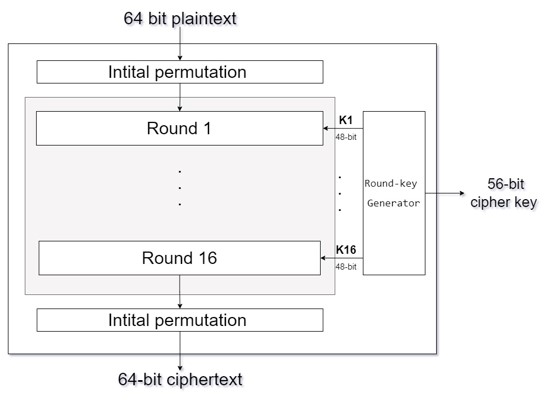 64 bit plaintext
Intital permutation
Round 1
K1
48-bit
Round-key
Generator
56-bit
cipher key
K16
48-bit
Round 16
Intital permutation
64-bit ciphertext